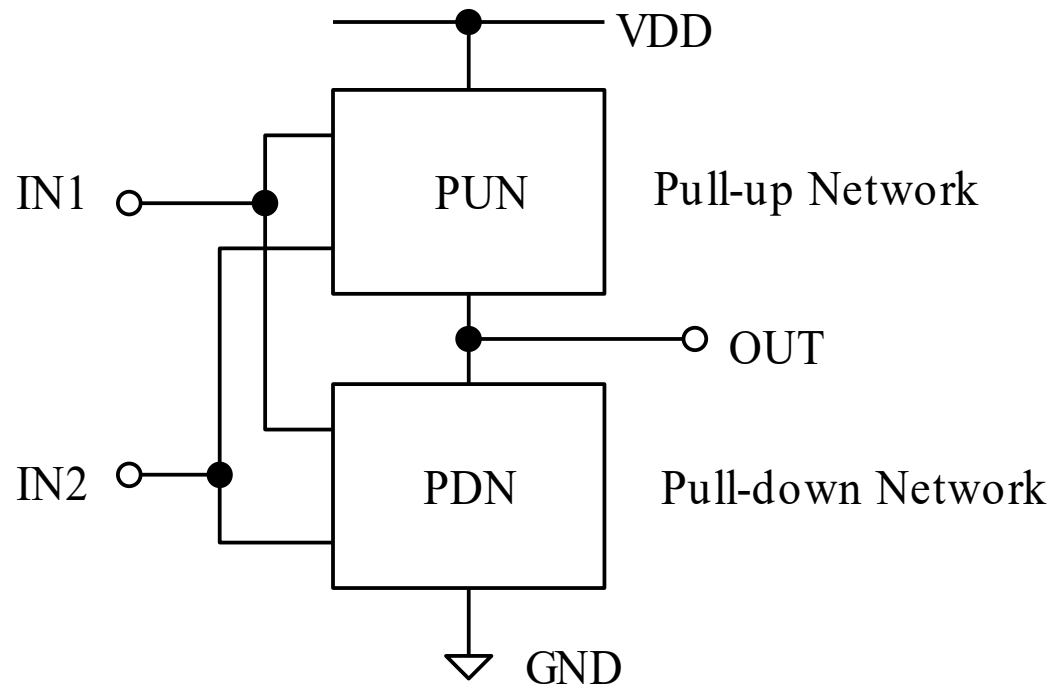 VDD
IN1
PUN
Pull-up Network
OUT
IN2
PDN
Pull-down Network
GND